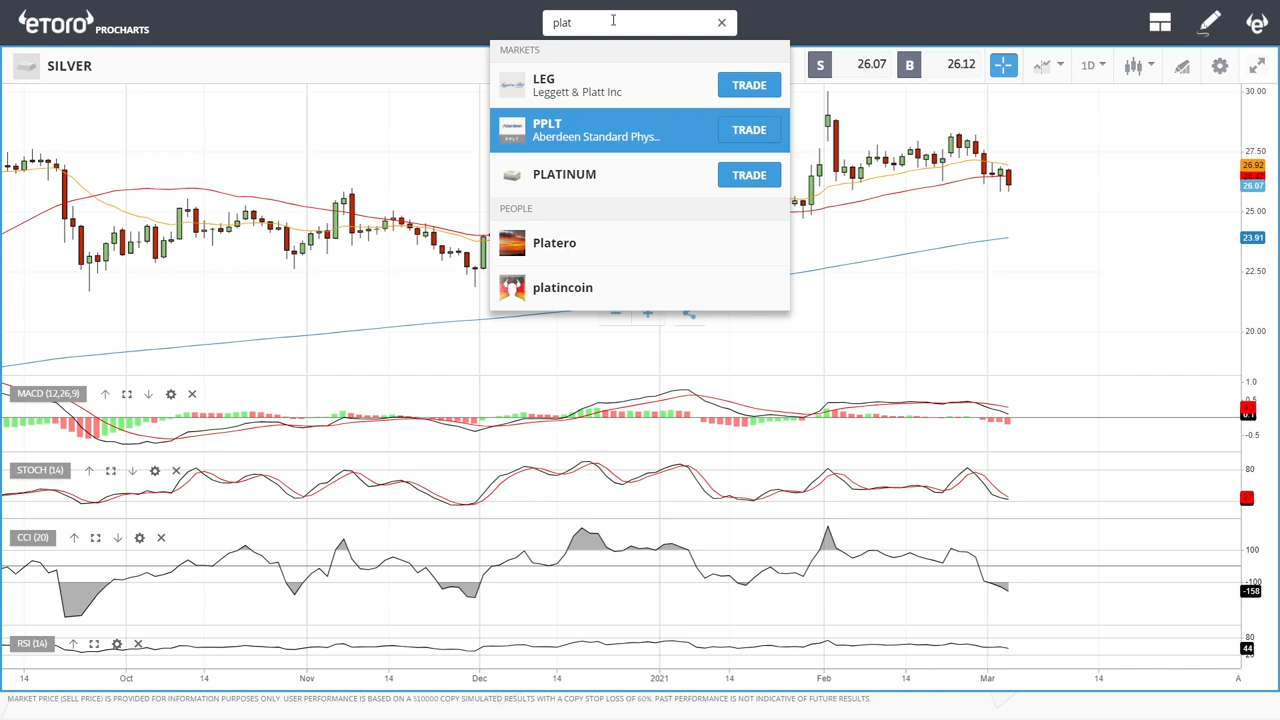 eTORO PROCHARTS
plat
MARKETS
LEG
Leggett & Platt Inc
TRADE
PPLT
Aberdeen Standard Phys...
TRADE
PLATINUM
TRADE
PEOPLE
Platero
platincoin
SILVER
S 26.07 B 26.12
1D
30.00
27.50
26.92
26.07
25.00
23.91
22.50
20.00
MACD (12,26,9)
1.0
0.5
-0.5
STOCH (14)
80
CCI (20)
100
-100
-158
RSI (14)
80
44
14 Oct 14 Nov 14 Dec 14 2021 14 Feb 14 Mar 14 A
MARKET PRICE (SELL PRICE) IS PROVIDED FOR INFORMATION PURPOSES ONLY. USER PERFORMANCE IS BASED ON A $10000 COPY SIMULATED RESULTS WITH A COPY STOP LOSS OF 60%. PAST PERFORMANCE IS NOT INDICATIVE OF FUTURE RESULTS.